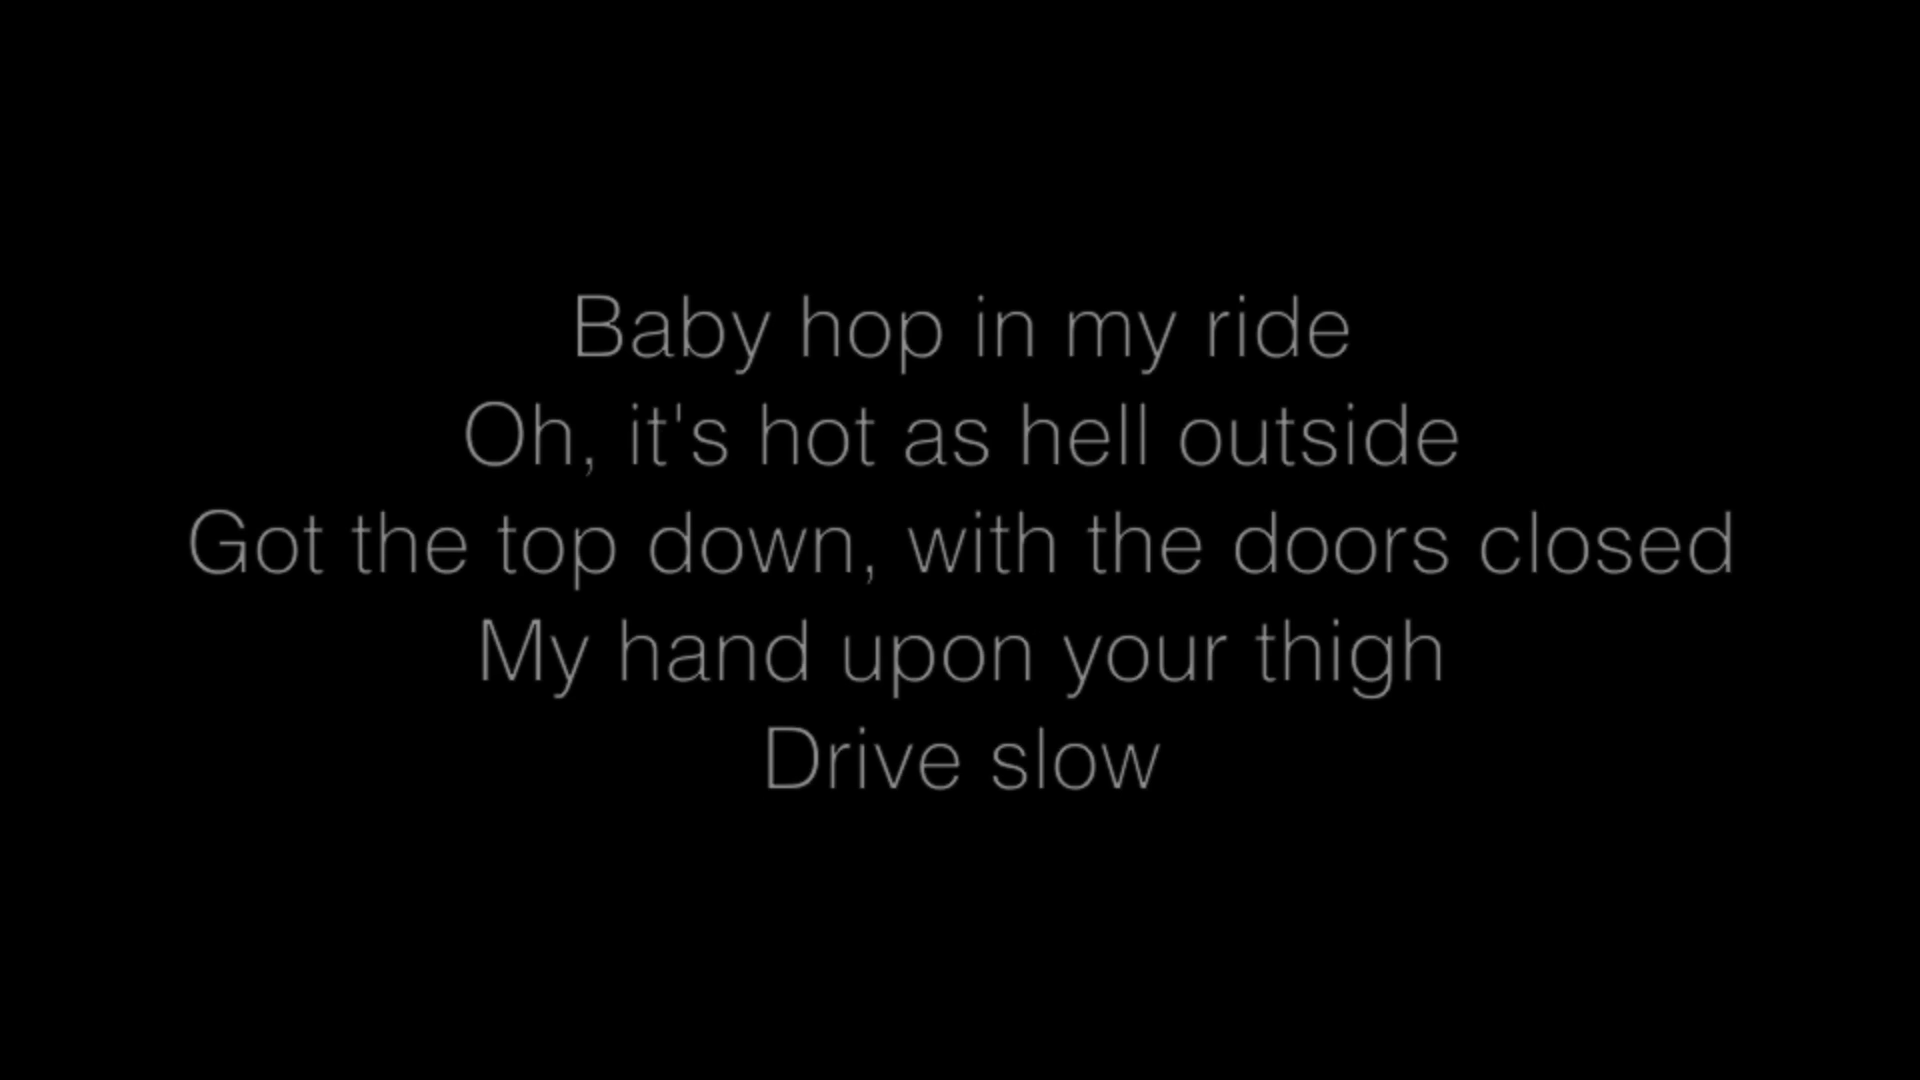 Baby hop in my ride
Oh, it's hot as hell outside
Got the top down, with the doors closed
My hand upon your thigh
Drive slow